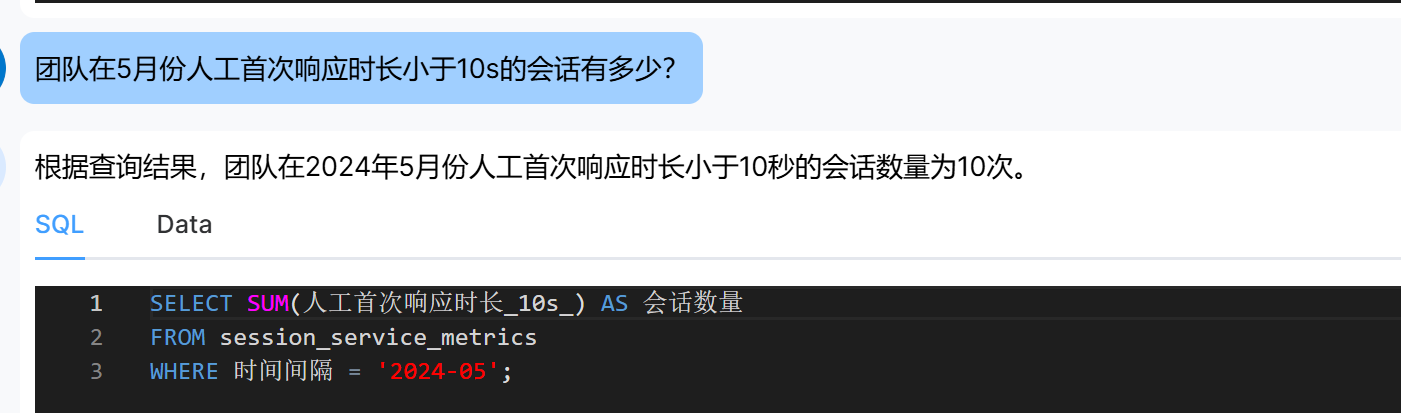 团队在5月份人工首次响应时长小于10s的会话有多少？
根据查询结果，团队在2024年5月份人工首次响应时长小于10秒的会话数量为10次。
SQL Data
1 SELECT SUM(人工首次响应时长_10s_) AS 会话数量
2 FROM session_service_metrics
3 WHERE 时间间隔 = '2024-05';